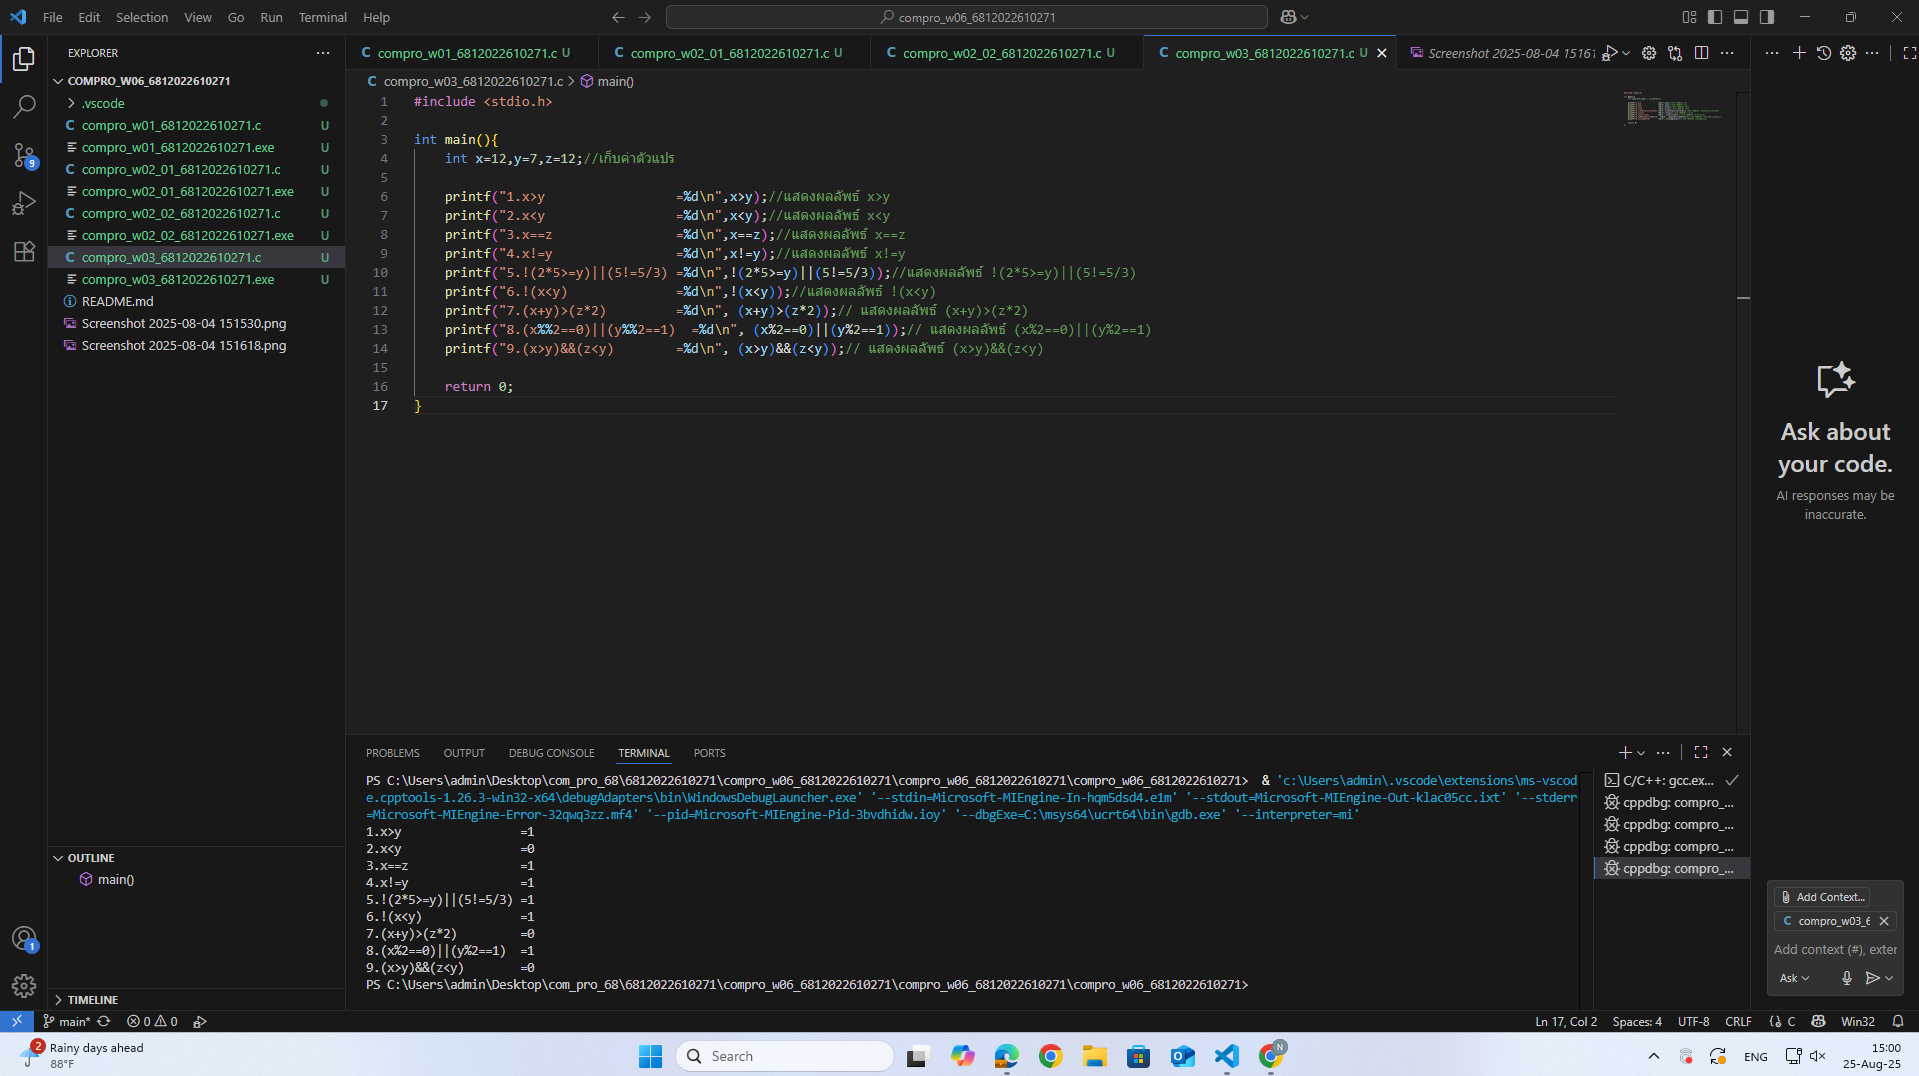 File Edit Selection View Go Run Terminal Help
compro_w06_6812022610271
EXPLORER
COMPRO_W06_6812022610271
.vscode
C compro_w01_6812022610271.c U
compro_w01_6812022610271.exe U
C compro_w02_01_6812022610271.c U
compro_w02_01_6812022610271.exe U
C compro_w02_02_6812022610271.c U
compro_w02_02_6812022610271.exe U
C compro_w03_6812022610271.c U
compro_w03_6812022610271.exe U
README.md
Screenshot 2025-08-04 151530.png
Screenshot 2025-08-04 151618.png
9
OUTLINE
main()
TIMELINE
1
C compro_w01_6812022610271.c U C compro_w02_01_6812022610271.c U C compro_w02_02_6812022610271.c U C compro_w03_6812022610271.c U Screenshot 2025-08-04 15161
C compro_w03_6812022610271.c > main()
1 #include <stdio.h>
2
3 int main(){
4     int x=12,y=7,z=12;//เก็บค่าตัวแปร
5
6     printf("1.x>y                 =%d\n",x>y);//แสดงผลลัพธ์ x>y
7     printf("2.x<y                 =%d\n",x<y);//แสดงผลลัพธ์ x<y
8     printf("3.x==z                =%d\n",x==z);//แสดงผลลัพธ์ x==z
9     printf("4.x!=y                =%d\n",x!=y);//แสดงผลลัพธ์ x!=y
10     printf("5.!(2*5>=y)||(5!=5/3) =%d\n",!(2*5>=y)||(5!=5/3));//แสดงผลลัพธ์ !(2*5>=y)||(5!=5/3)
11     printf("6.!(x<y)              =%d\n",!(x<y));//แสดงผลลัพธ์ !(x<y)
12     printf("7.(x+y)>(z*2)         =%d\n", (x+y)>(z*2));// แสดงผลลัพธ์ (x+y)>(z*2)
13     printf("8.(x%%2==0)||(y%%2==1)  =%d\n", (x%2==0)||(y%2==1));// แสดงผลลัพธ์ (x%2==0)||(y%2==1)
14     printf("9.(x>y)&&(z<y)        =%d\n", (x>y)&&(z<y));// แสดงผลลัพธ์ (x>y)&&(z<y)
15
16     return 0;
17 }
PROBLEMS OUTPUT DEBUG CONSOLE TERMINAL PORTS
PS C:\Users\admin\Desktop\com_pro_68\6812022610271\compro_w06_6812022610271\compro_w06_6812022610271>  & 'c:\Users\admin\.vscode\extensions\ms-vscod
e.cpptools-1.26.3-win32-x64\debugAdapters\bin\WindowsDebugLauncher.exe' '--stdin=Microsoft-MIEngine-In-hqm5dsd4.e1m' '--stdout=Microsoft-MIEngine-Out-klac05cc.ixt' '--stderr
=Microsoft-MIEngine-Error-32qwq3zz.mf4' '--pid=Microsoft-MIEngine-Pid-3bvdhidw.ioy' '--dbgExe=C:\msys64\ucrt64\bin\gdb.exe' '--interpreter=mi'
1.x>y                 =1
2.x<y                 =0
3.x==z                =1
4.x!=y                =1
5.!(2*5>=y)||(5!=5/3) =1
6.!(x<y)              =1
7.(x+y)>(z*2)         =0
8.(x%2==0)||(y%2==1)  =1
9.(x>y)&&(z<y)        =0
PS C:\Users\admin\Desktop\com_pro_68\6812022610271\compro_w06_6812022610271\compro_w06_6812022610271>
C/C++: gcc.ex...
cppdbg: compro_...
cppdbg: compro_...
cppdbg: compro_...
cppdbg: compro_...
Ask about
your code.
AI responses may be
inaccurate.
Add Context...
C compro_w03_6
Add context (#), exter
Ask
main* 0 0
Ln 17, Col 2 Spaces: 4 UTF-8 CRLF {} C Win32
2 Rainy days ahead
88°F
Search
N
ENG
15:00
25-Aug-25